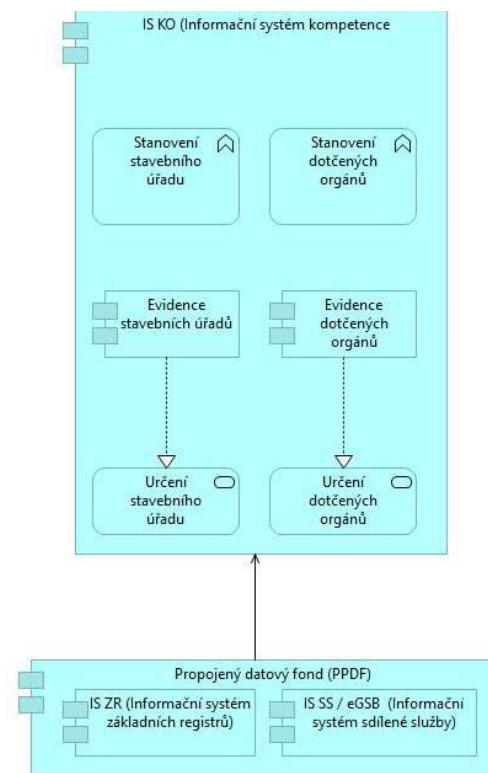 IS KO (Informační systém kompetence
Stanovení
stavebního
úřadu
Stanovení
dotčených
orgánů
Evidence
stavebních úřadů
Evidence
dotčených
orgánů
Určení
stavebního
úřadu
Určení
dotčených
orgánů
Propojený datový fond (PPDF)
IS ZR (Informační systém
základních registrů)
IS SS / eGSB (Informační
systém sdílené služby)